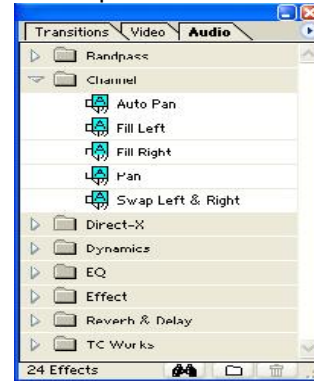 Transitions Video Audio
Bandpass
Channel
Auto Pan
Fill Left
Fill Right
Pan
Swap Left & Right
Direct-X
Dynamics
EQ
Effect
Reverb & Delay
TC Works
24 Effects